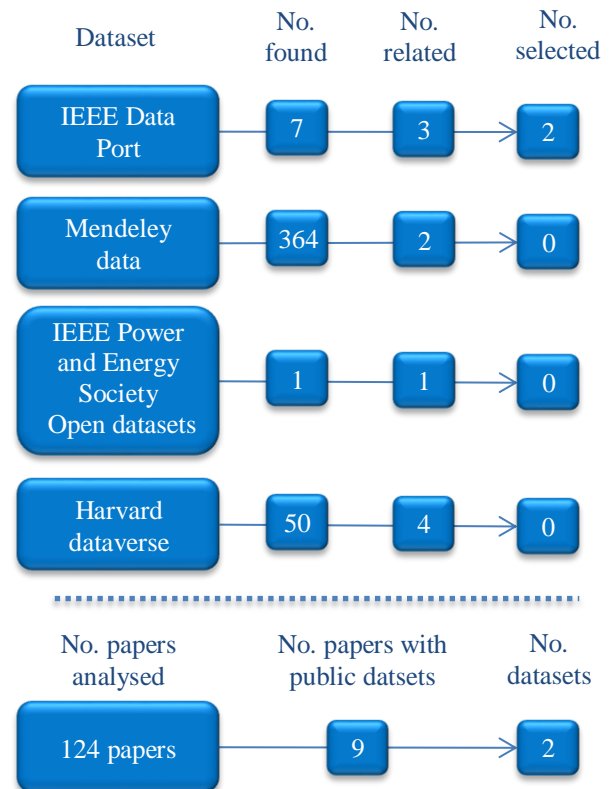 Dataset
No. found
No. related
No. selected
IEEE Data
Port
7
3
2
Mendeley
data
364
2
0
IEEE Power
and Energy
Society
Open datasets
1
1
0
Harvard
dataverse
50
4
0
No. papers
analysed
No. papers with
public datsets
No.
datasets
124 papers
9
2